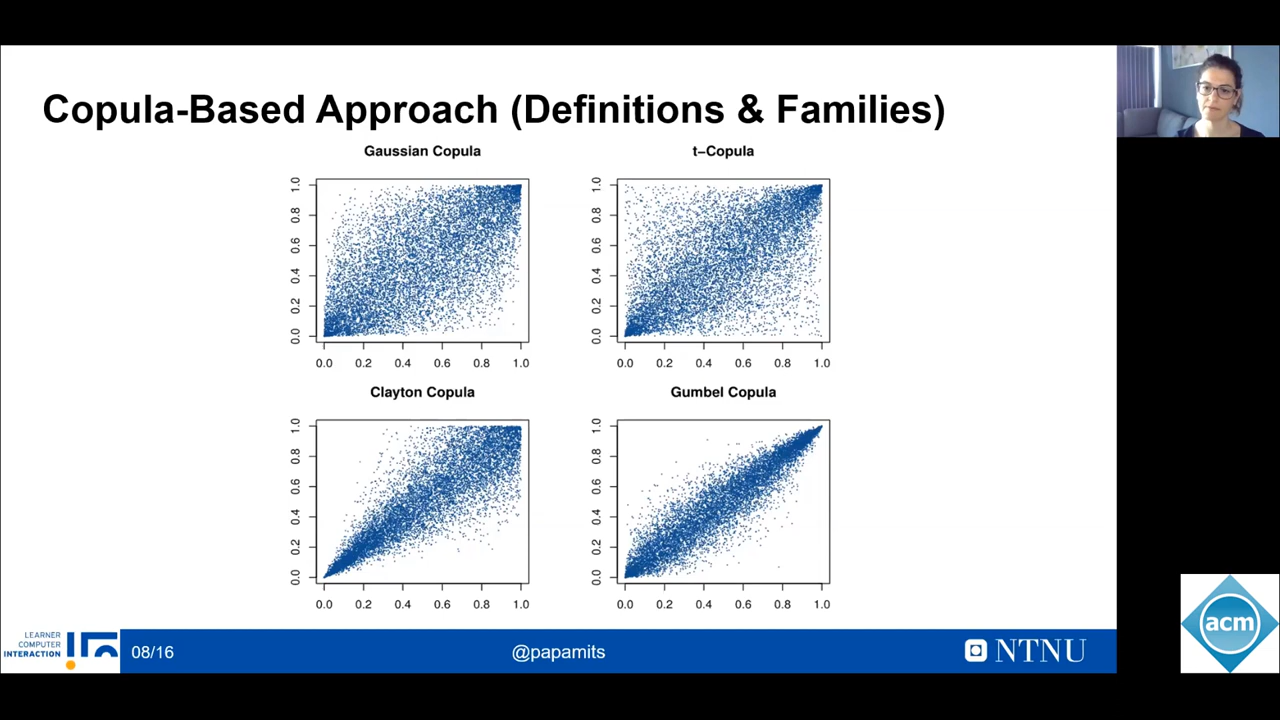 Copula-Based Approach (Definitions & Families)
Gaussian Copula
1.0
0.8
0.6
0.4
0.2
0.0
0.0 0.2 0.4 0.6 0.8 1.0
t−Copula
1.0
0.8
0.6
0.4
0.2
0.0
0.0 0.2 0.4 0.6 0.8 1.0
Clayton Copula
1.0
0.8
0.6
0.4
0.2
0.0
0.0 0.2 0.4 0.6 0.8 1.0
Gumbel Copula
1.0
0.8
0.6
0.4
0.2
0.0
0.0 0.2 0.4 0.6 0.8 1.0
LEARNER
COMPUTER
INTERACTION
08/16
@papamits
NTNU
acm